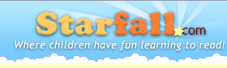 Starfall.com
Where children have fun learning to read!